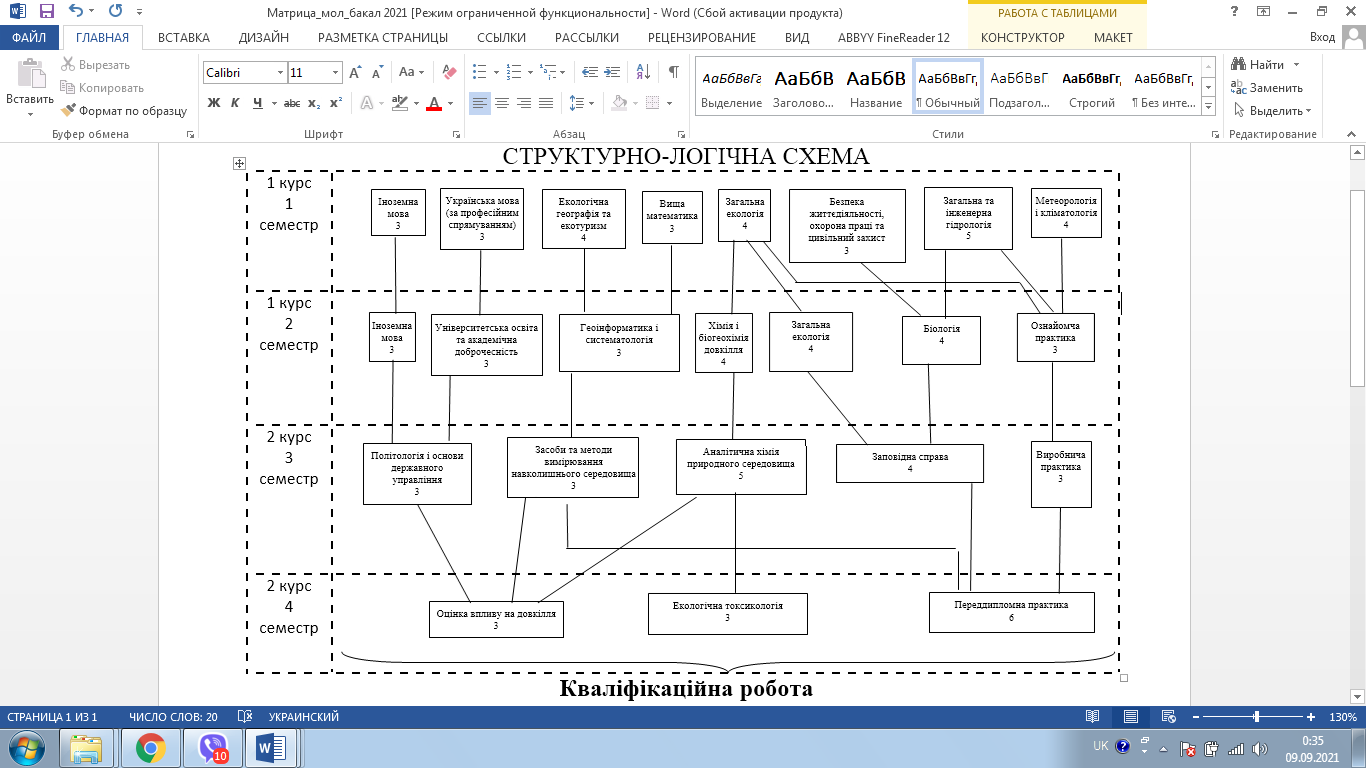 Матрица_мол_бакал 2021 [Режим ограниченной функциональности] - Word (Сбой активации продукта)
РАБОТА С ТАБЛИЦАМИ
ФАЙЛ ГЛАВНАЯ ВСТАВКА ДИЗАЙН РАЗМЕТКА СТРАНИЦЫ ССЫЛКИ РАССЫЛКИ РЕЦЕНЗИРОВАНИЕ ВИД ABBYY FineReader 12 КОНСТРУКТОР МАКЕТ Вход
Вставить
Вырезать
Копировать
Формат по образцу
Буфер обмена
Calibri 11
Ж К Ч abc x₂ x²
Шрифт
Абзац
АаБбВвГг АаБбВ АаБбВ АаБбВвГг, АаБбВвГ АаБбВвГг, АаБбВвГг,
Выделение Заголово... Название ¶ Обычный Подзагол... Строгий ¶ Без инте...
Стили
Найти
Заменить
Выделить
Редактирование
СТРУКТУРНО-ЛОГІЧНА СХЕМА
1 курс
1
семестр
Іноземна
мова
3
Українська мова
(за професійним
спрямуванням)
3
Екологічна
географія та
екотуризм
4
Вища
математика
3
Загальна
екологія
4
Безпека
життєдіяльності,
охорона праці та
цивільний захист
3
Загальна та
інженерна
гідрологія
5
Метеорологія
і кліматологія
4
1 курс
2
семестр
Іноземна
мова
3
Університетська освіта
та академічна
доброчесність
3
Геоінформатика і
систематологія
3
Хімія і
біогеохімія
довкілля
4
Загальна
екологія
4
Біологія
4
Ознайомча
практика
3
2 курс
3
семестр
Політологія і основи
державного
управління
3
Засоби та методи
вимірювання
навколишнього середовища
3
Аналітична хімія
природного середовища
5
Заповідна справа
4
Виробнича
практика
3
2 курс
4
семестр
Оцінка впливу на довкілля
3
Екологічна токсикологія
3
Переддипломна практика
6
Кваліфікаційна робота
СТРАНИЦА 1 ИЗ 1 ЧИСЛО СЛОВ: 20 УКРАИНСКИЙ 130%
10
UK
0:35
09.09.2021